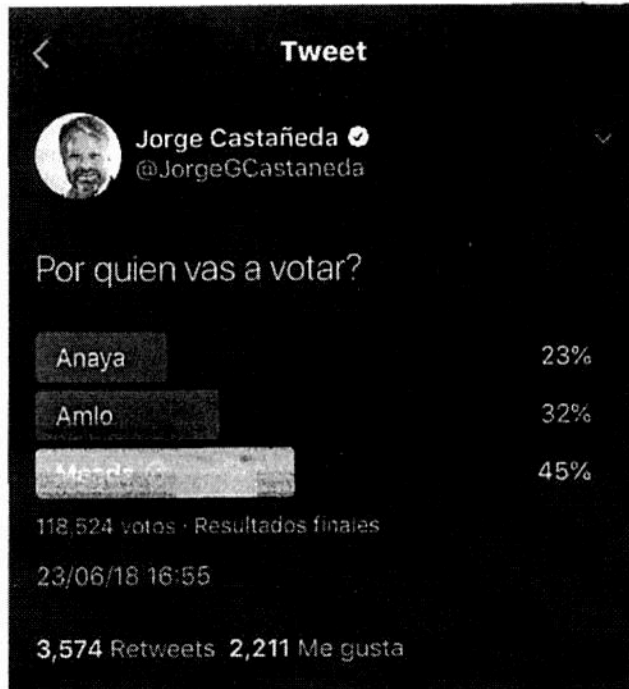 Tweet
Jorge Castañeda
@JorgeGCastaneda
Por quien vas a votar?
Anaya 23%
Amlo 32%
Meade 45%
118,524 votos · Resultados finales
23/06/18 16:55
3,574 Retweets 2,211 Me gusta